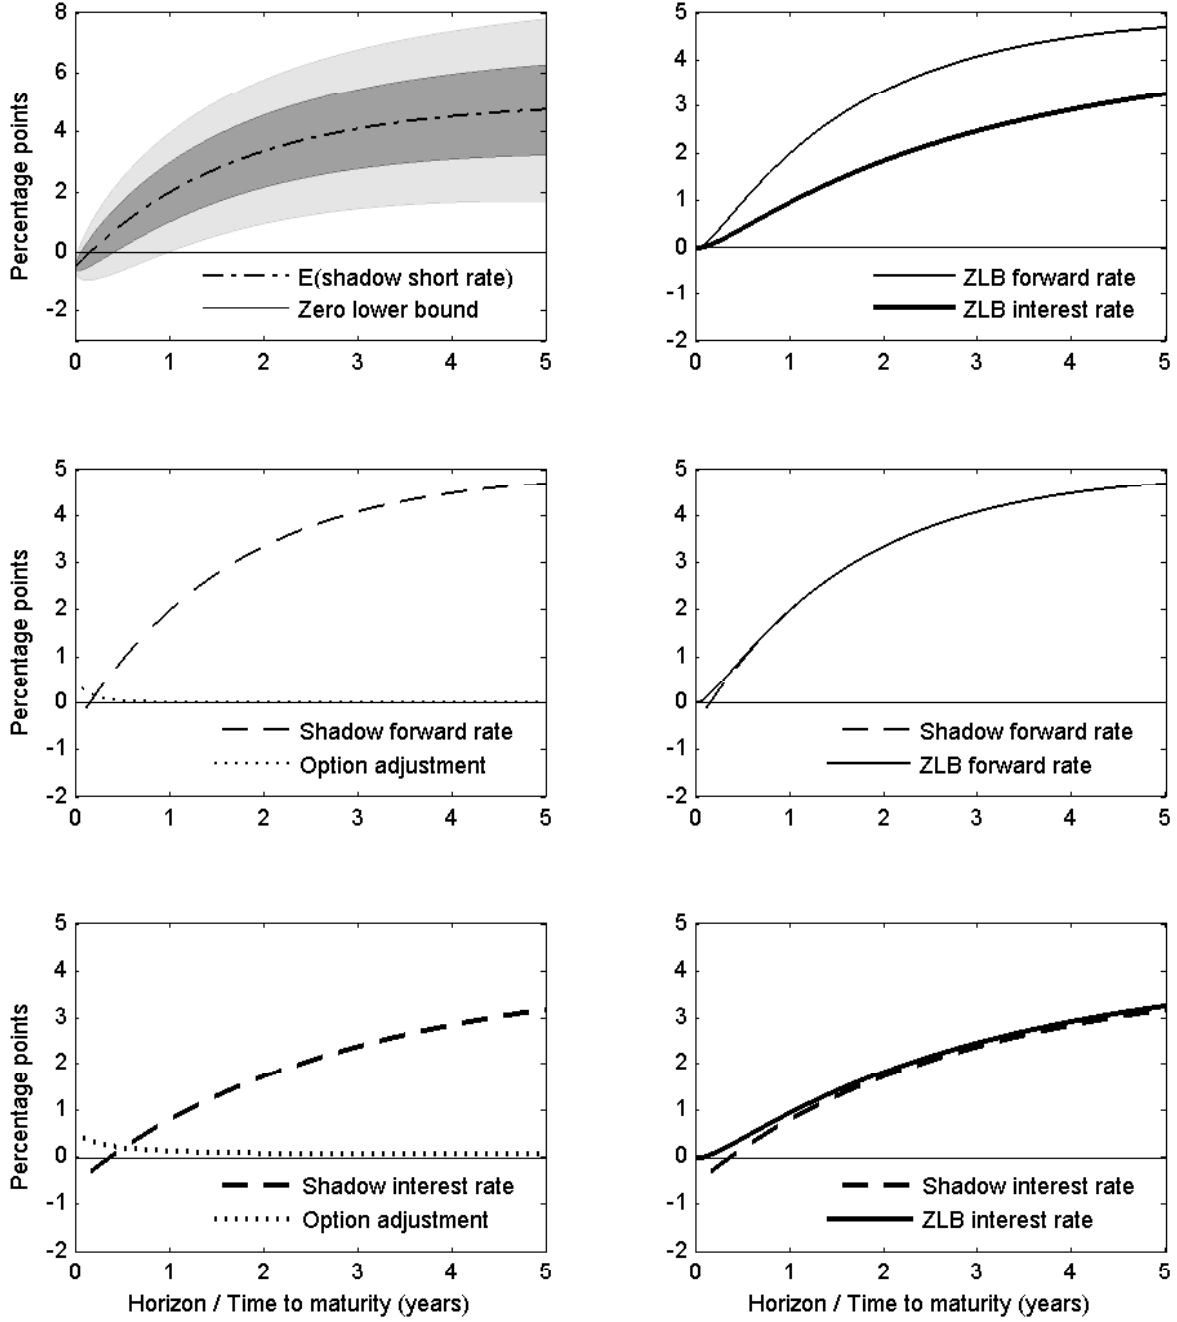 8
6
4
2
0
-2
Percentage points
E(shadow short rate)
Zero lower bound
0 1 2 3 4 5
5
4
3
2
1
0
-1
-2
ZLB forward rate
ZLB interest rate
0 1 2 3 4 5
5
4
3
2
1
0
-1
-2
Percentage points
Shadow forward rate
Option adjustment
0 1 2 3 4 5
5
4
3
2
1
0
-1
-2
Shadow forward rate
ZLB forward rate
0 1 2 3 4 5
5
4
3
2
1
0
-1
-2
Percentage points
Shadow interest rate
Option adjustment
0 1 2 3 4 5
Horizon / Time to maturity (years)
5
4
3
2
1
0
-1
-2
Shadow interest rate
ZLB interest rate
0 1 2 3 4 5
Horizon / Time to maturity (years)